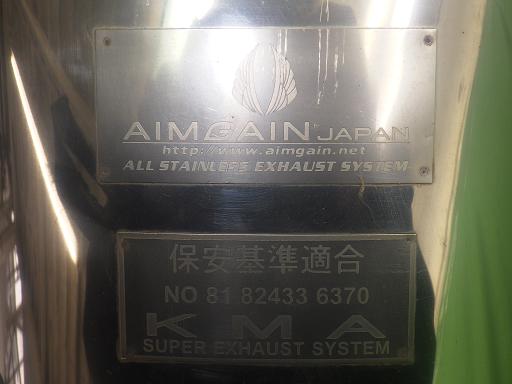 AIMGAIN JAPAN
http://www.aimgain.net
ALL STAINLESS EXHAUST SYSTEM
保安基準適合
NO 81 82433 6370
KMA
SUPER EXHAUST SYSTEM